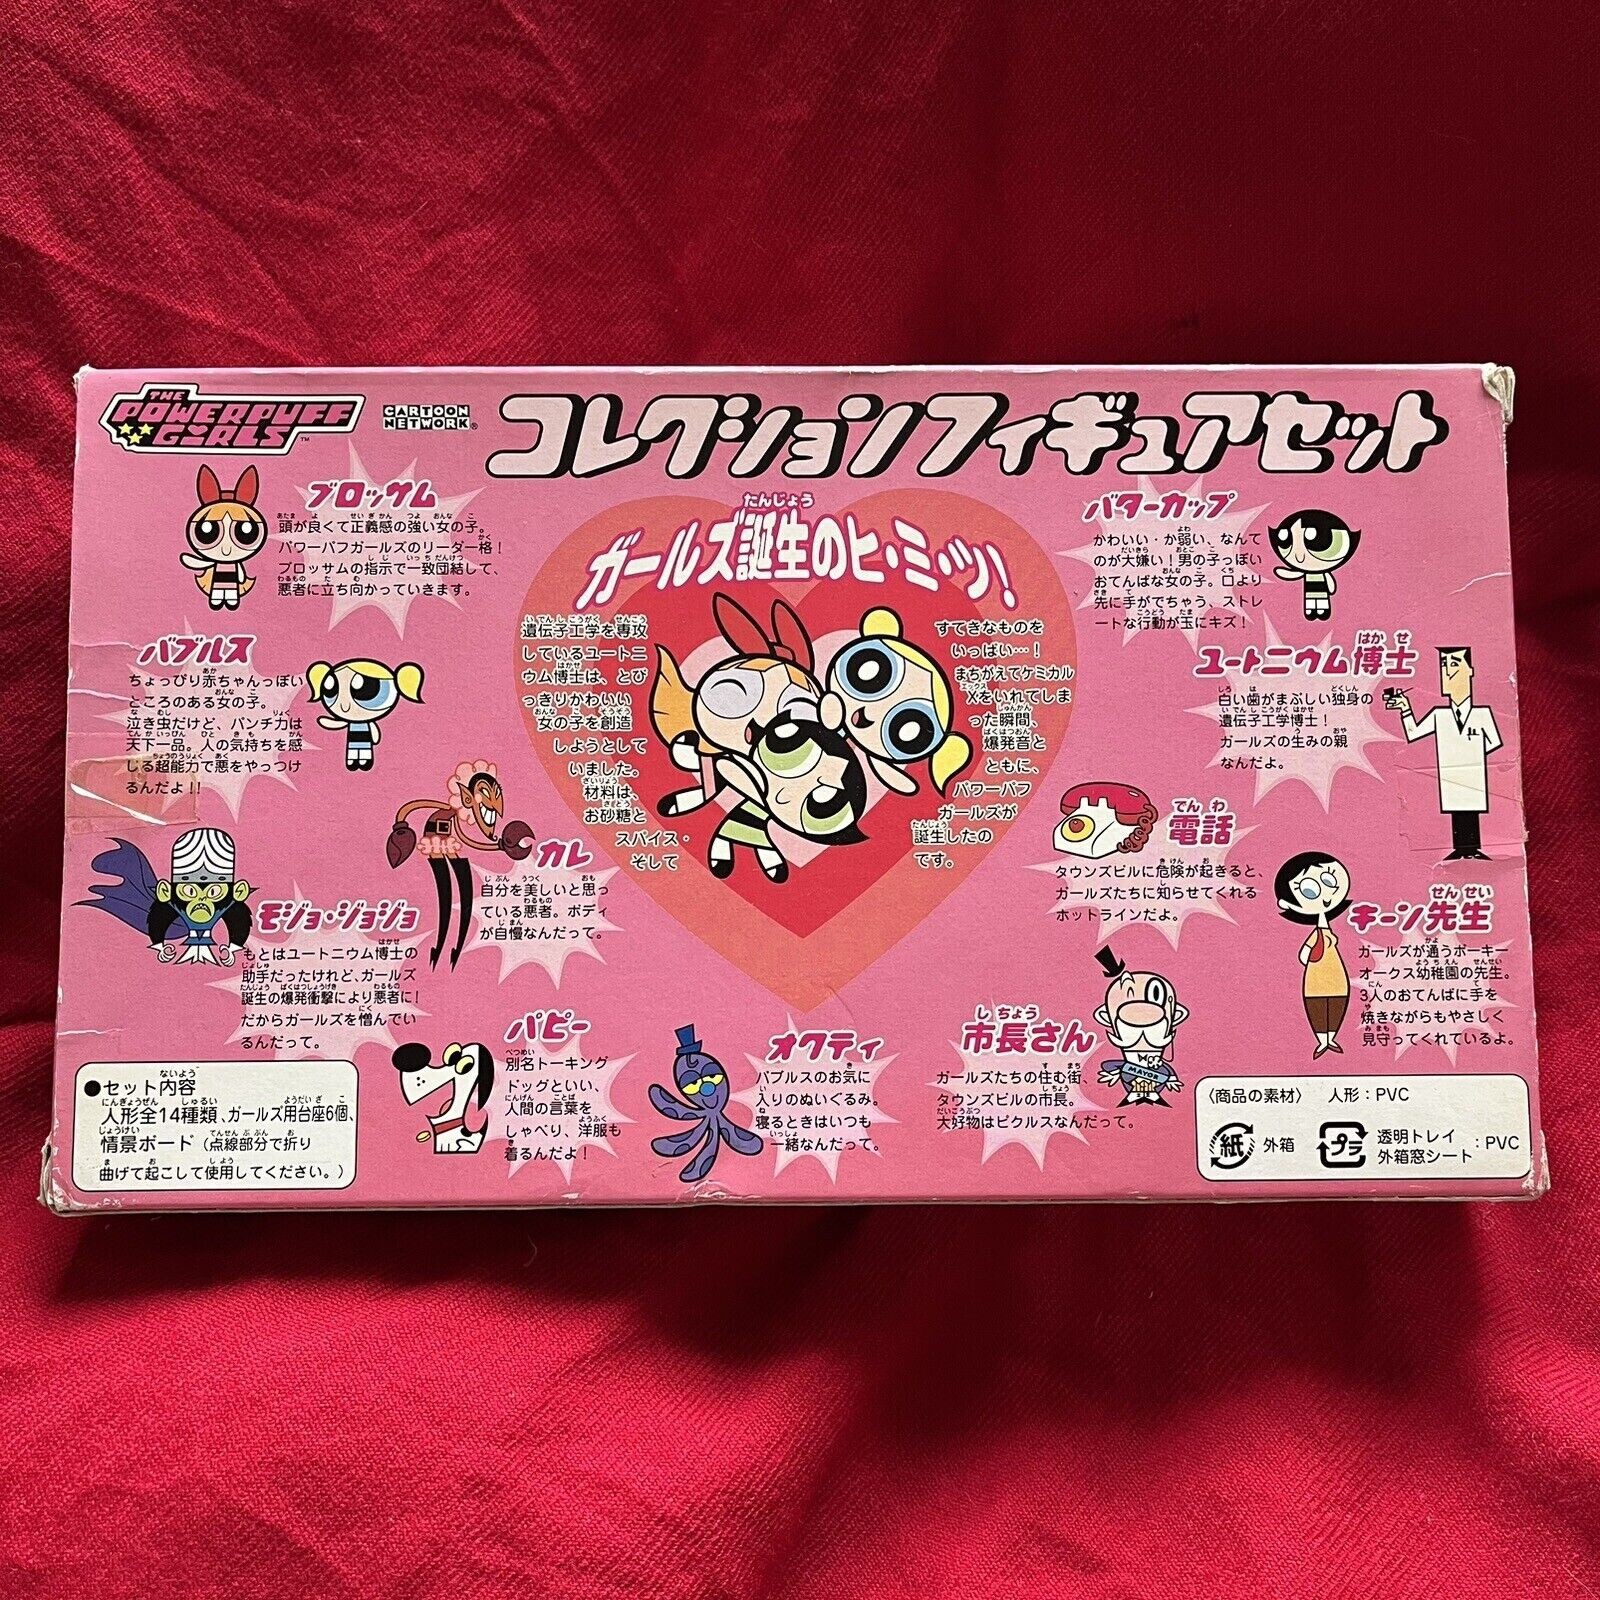 THE
POWERPUFF
GIRLS™
CARTOON
NETWORK®
コレクションフィギュアセット
ブロッサム
頭が良くて正義感の強い女の子。
パワーパフガールズのリーダー格!
ブロッサムの指示で一致団結して、
悪者に立ち向かっていきます。
バブルス
ちょっぴり赤ちゃんっぽい
ところのある女の子。
泣き虫だけど、パンチ力は
天下一品。人の気持ちを感
じる超能力で悪をやっつけ
るんだよ!!
モジョ・ジョジョ
もとはユートニウム博士の
助手だったけれど、ガールズ
誕生の爆発衝撃により悪者に!
だからガールズを憎んでい
るんだって。
カレ
自分を美しいと思っ
ている悪者。ボディ
が自慢なんだって。
ガールズ誕生のヒ・ミ・ツ!
遺伝子工学を専攻
しているユートニ
ウム博士は、とび
っきりかわいい
女の子を創造
しようとして
いました。
材料は、
お砂糖と
スパイス・
そして
すてきなものを
いっぱい…!
まちがえてケミカル
Xをいれてしま
った瞬間、
爆発音と
ともに、
パワーパフ
ガールズが
誕生したの
です。
バターカップ
かわいい・か弱い、なんて
のが大嫌い!男の子っぽい
おてんばな女の子。口より
先に手がでちゃう、ストレ
ートな行動が玉にキズ!
ユートニウム博士
白い歯がまぶしい独身の
遺伝子工学博士!
ガールズの生みの親
なんだよ。
電話
タウンズビルに危険が起きると、
ガールズたちに知らせてくれる
ホットラインだよ。
キーン先生
ガールズが通うポーキー
オークス幼稚園の先生。
3人のおてんばに手を
焼きながらもやさしく
見守ってくれているよ。
パピー
別名トーキング
ドッグといい、
人間の言葉を
しゃべり、洋服も
着るんだよ!
オクティ
バブルスのお気に
入りのぬいぐるみ。
寝るときはいつも
一緒なんだって。
市長さん
ガールズたちの住む街、
タウンズビルの市長。
大好物はピクルスなんだって。
MAYOR
●セット内容
人形全14種類、ガールズ用台座6個、
情景ボード(点線部分で折り
曲げて起こして使用してください。)
〈商品の素材〉 人形:PVC
紙 外箱
プラ 透明トレイ
外箱窓シート :PVC